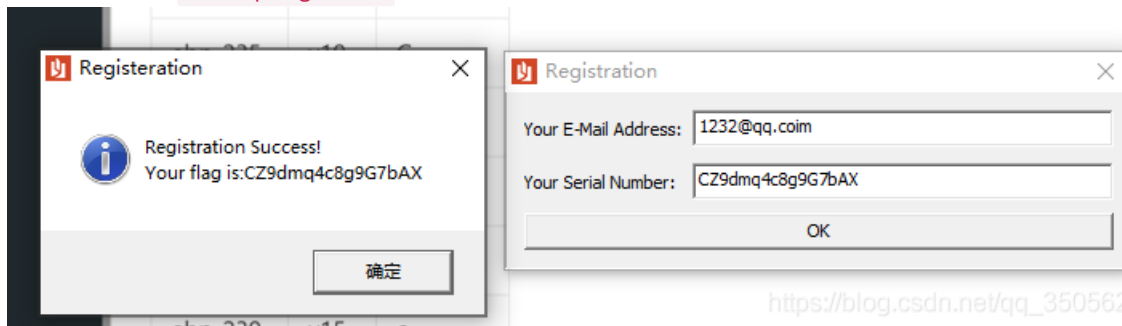 Registeration
Registration Success!
Your flag is:CZ9dmq4c8g9G7bAX
确定
Registration
Your E-Mail Address: 1232@qq.coim
Your Serial Number: CZ9dmq4c8g9G7bAX
OK
https://blog.csdn.net/qq_350562